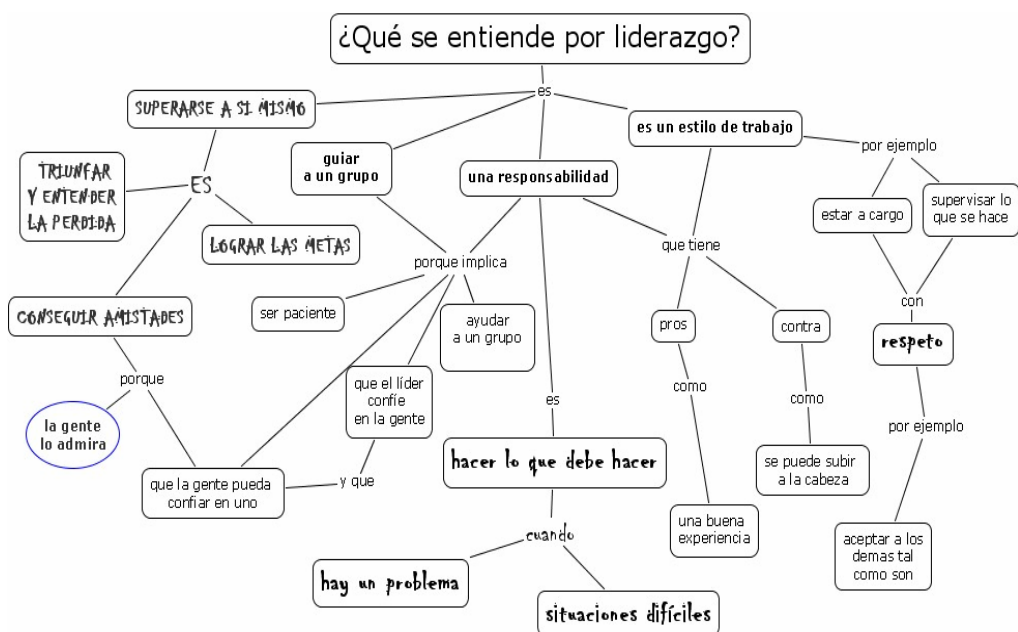 ¿Qué se entiende por liderazgo?
es
SUPERARSE A SI MISMO
es un estilo de trabajo
por ejemplo
guiar
a un grupo
una responsabilidad
TRIUNFAR
Y ENTENDER
LA PERDIDA
ES
estar a cargo
supervisar lo
que se hace
LOGRAR LAS METAS
que tiene
porque implica
CONSEGUIR AMISTADES
ser paciente
ayudar
a un grupo
pros
contra
con
respeto
porque
que el líder
confíe
en la gente
como
es
como
la gente
lo admira
por ejemplo
hacer lo que debe hacer
se puede subir
a la cabeza
que la gente pueda
confiar en uno
y que
una buena
experiencia
cuando
aceptar a los
demas tal
como son
hay un problema
situaciones difíciles